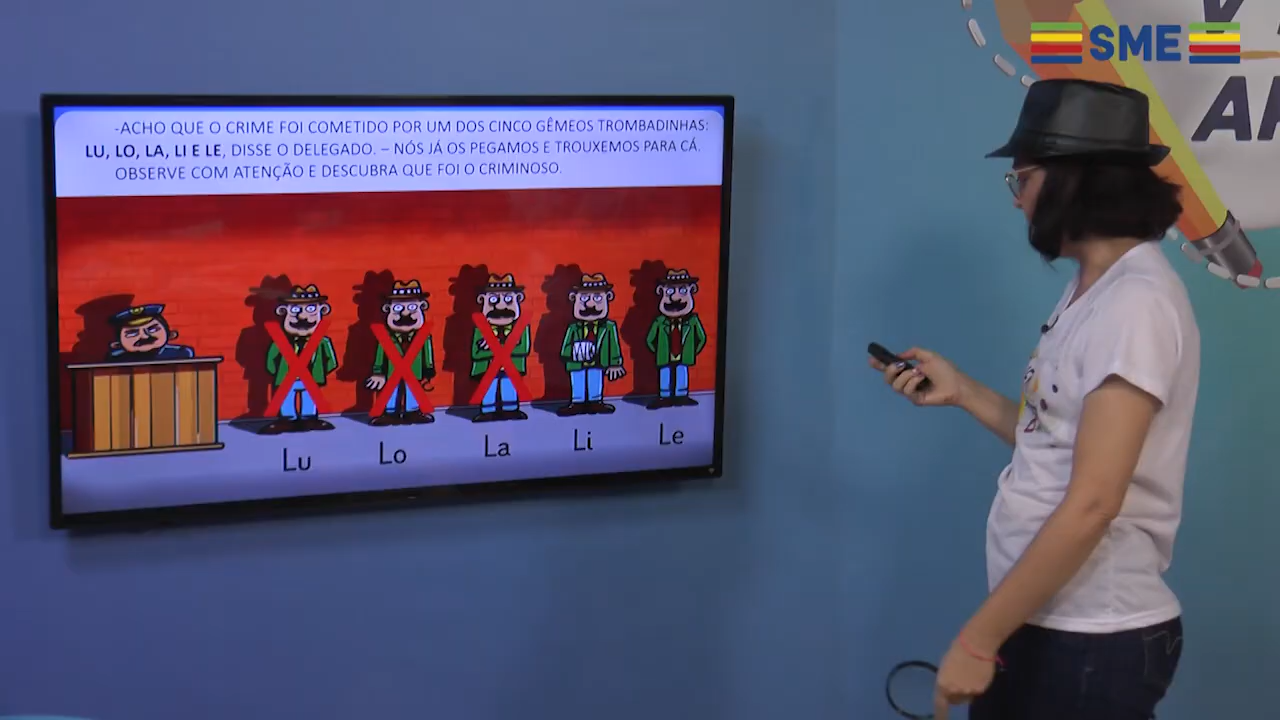 SME
-ACHO QUE O CRIME FOI COMETIDO POR UM DOS CINCO GÊMEOS TROMBADINHAS:
LU, LO, LA, LI E LE, DISSE O DELEGADO. – NÓS JÁ OS PEGAMOS E TROUXEMOS PARA CÁ.
OBSERVE COM ATENÇÃO E DESCUBRA QUE FOI O CRIMINOSO.
Lu Lo La Li Le